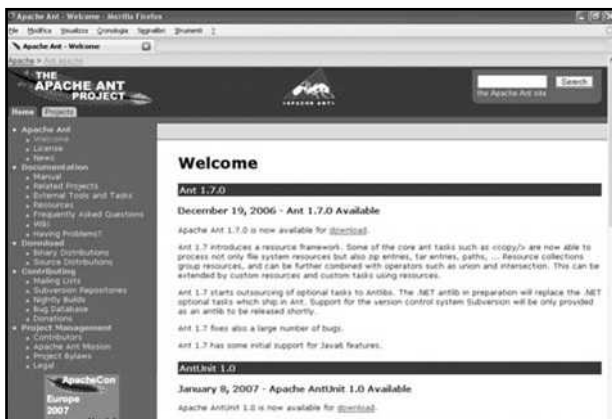 Apache Ant - Welcome - Mozilla Firefox
File Modifica Visualizza Cronologia Segnalibri Strumenti ?
Apache Ant - Welcome
Apache > Ant apache
THE
APACHE ANT
PROJECT
APACHE ANT
Search
the Apache Ant site
Home Projects
Apache Ant
Welcome
License
News
Documentation
Manual
Related Projects
External Tools and Tasks
Resources
Frequently Asked Questions
Wiki
Having Problems?
Download
Binary Distributions
Source Distributions
Contributing
Mailing Lists
Subversion Repositories
Nightly Builds
Bug Database
Donations
Project Management
Contributors
Apache Ant Mission
Project Bylaws
Legal
ApacheCon
Europe
2007
Welcome
Ant 1.7.0
December 19, 2006 - Ant 1.7.0 Available
Apache Ant 1.7.0 is now available for download.
Ant 1.7 introduces a resource framework. Some of the core ant tasks such as <copy/> are now able to
process not only file system resources but also zip entries, tar entries, paths, ... Resource collections
group resources, and can be further combined with operators such as union and intersection. This can be
extended by custom resources and custom tasks using resources.
Ant 1.7 starts outsourcing of optional tasks to Antlibs. The .NET antlib in preparation will replace the .NET
optional tasks which ship in Ant. Support for the version control system Subversion will be only provided
as an antlib to be released shortly.
Ant 1.7 fixes also a large number of bugs.
Ant 1.7 has some initial support for Java6 features.
AntUnit 1.0
January 8, 2007 - Apache AntUnit 1.0 Available
Apache AntUnit 1.0 is now available for download.